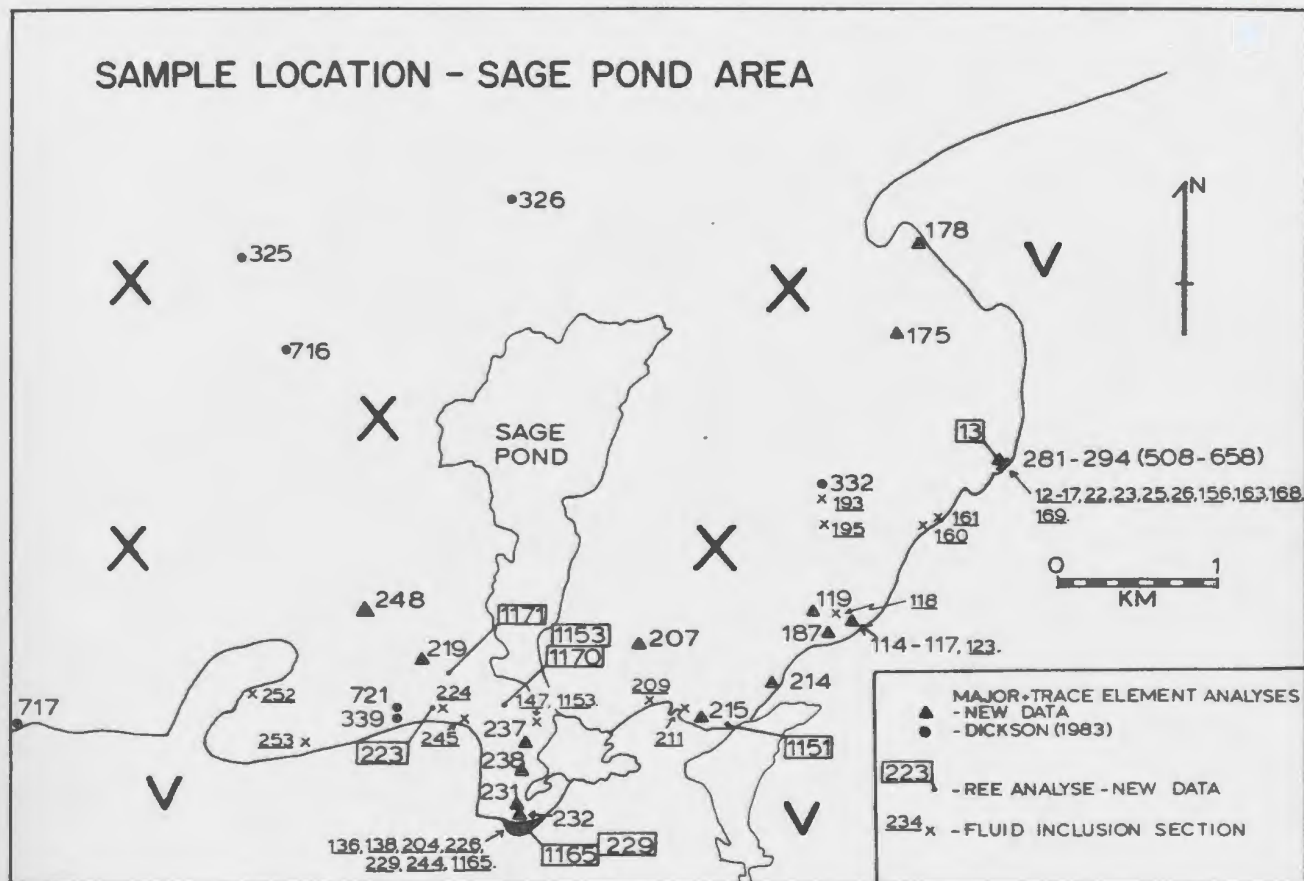 SAMPLE LOCATION - SAGE POND AREA
326
N
178
325
V
X
X
175
716
X
SAGE
POND
13
281-294 (508-658)
332
193
12-17, 22, 23, 25, 26, 156, 163, 168,
169.
195
161
160
X
X
0 1
KM
248
1171
119
118
1153
187
207
114-117, 123.
219
1170
214
252
224
147, 1153.
209
717
721
339
215
237
211
253
223
245
1151
238
V
231
232
V
136, 138, 204, 226,
229, 244, 1165.
1165
229
MAJOR+TRACE ELEMENT ANALYSES
- NEW DATA
- DICKSON (1983)
223 - REE ANALYSE - NEW DATA
234 x - FLUID INCLUSION SECTION